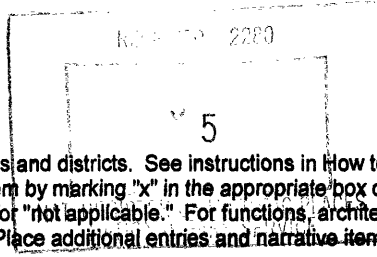 2280
5
s and districts. See instructions in How to
em by marking "x" in the appropriate box o
or "not applicable." For functions, archite
Place additional entries and narrative item